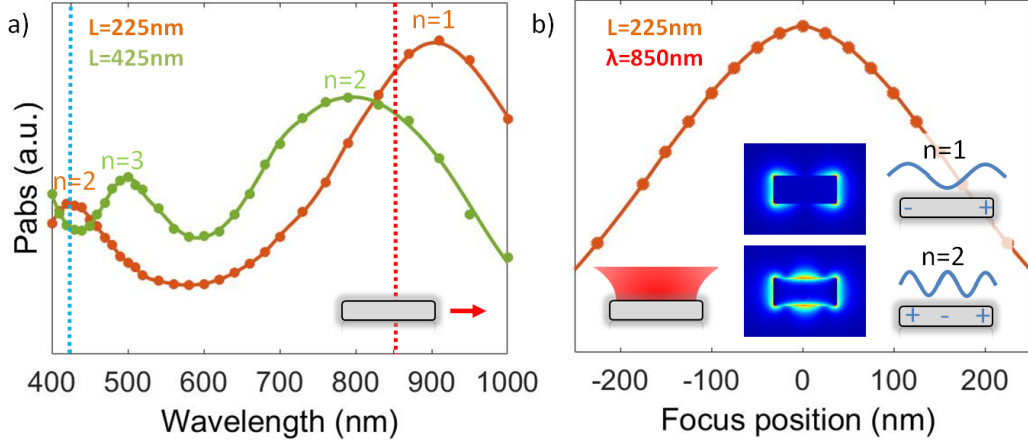 a)
L=225nm
L=425nm
n=1
n=2
n=3
n=2
Pabs (a.u.)
400 500 600 700 800 900 1000
Wavelength (nm)
b)
L=225nm
λ=850nm
n=1
- +
n=2
+ - +
-200 -100 0 100 200
Focus position (nm)